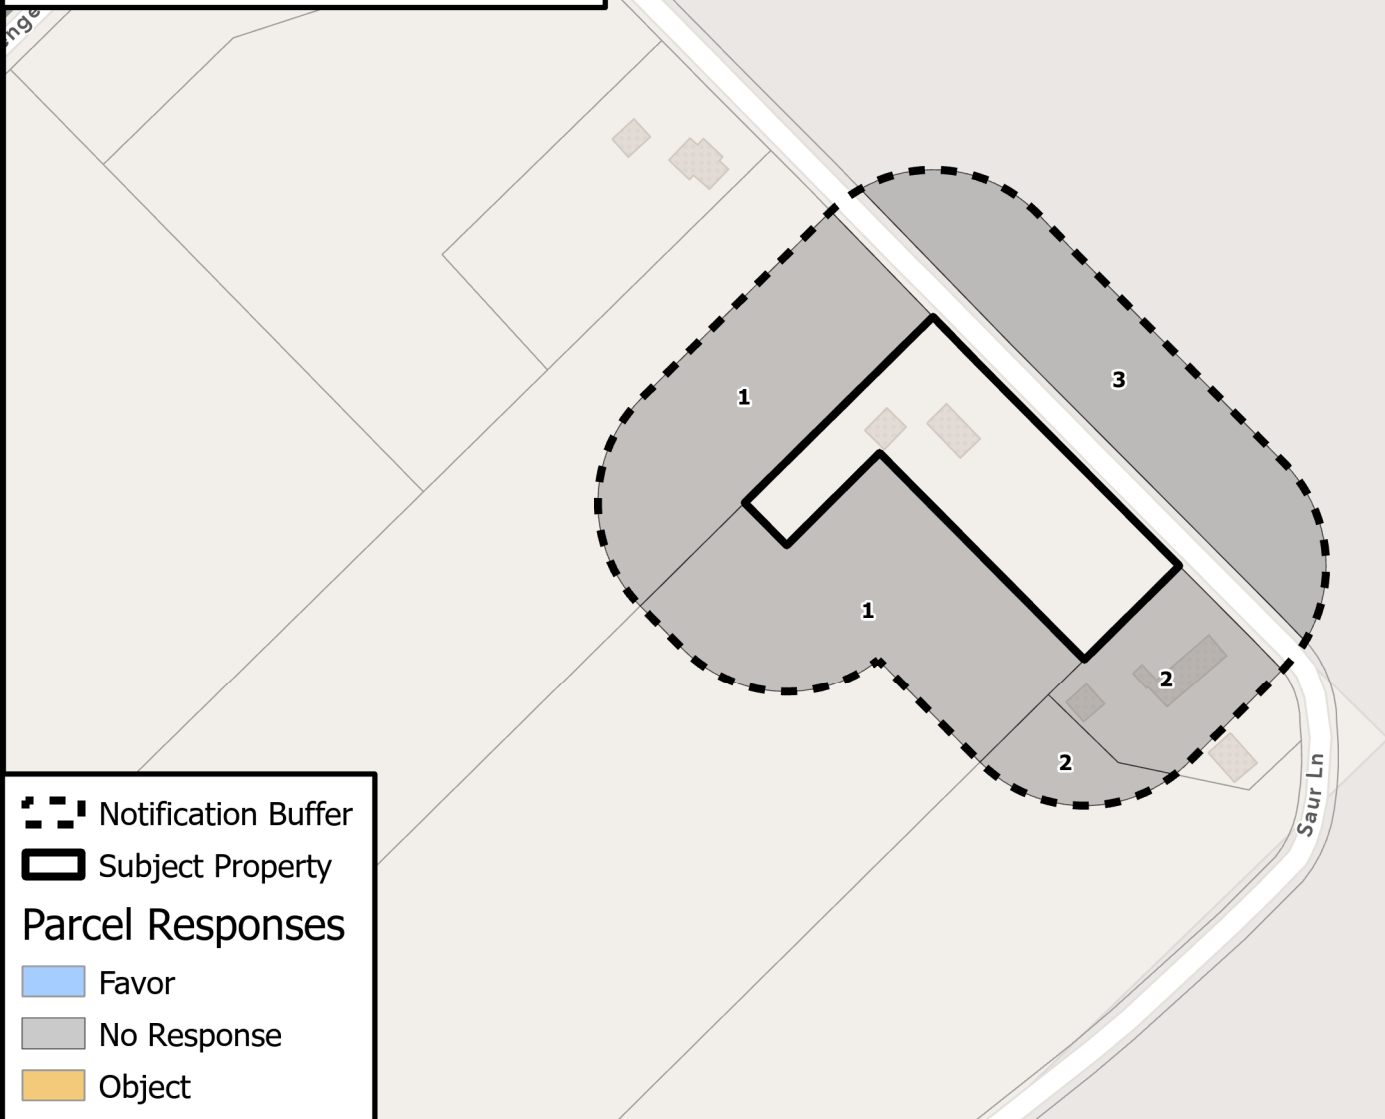 3
1
1
2
2
Saur Ln
Notification Buffer
Subject Property
Parcel Responses
Favor
No Response
Object